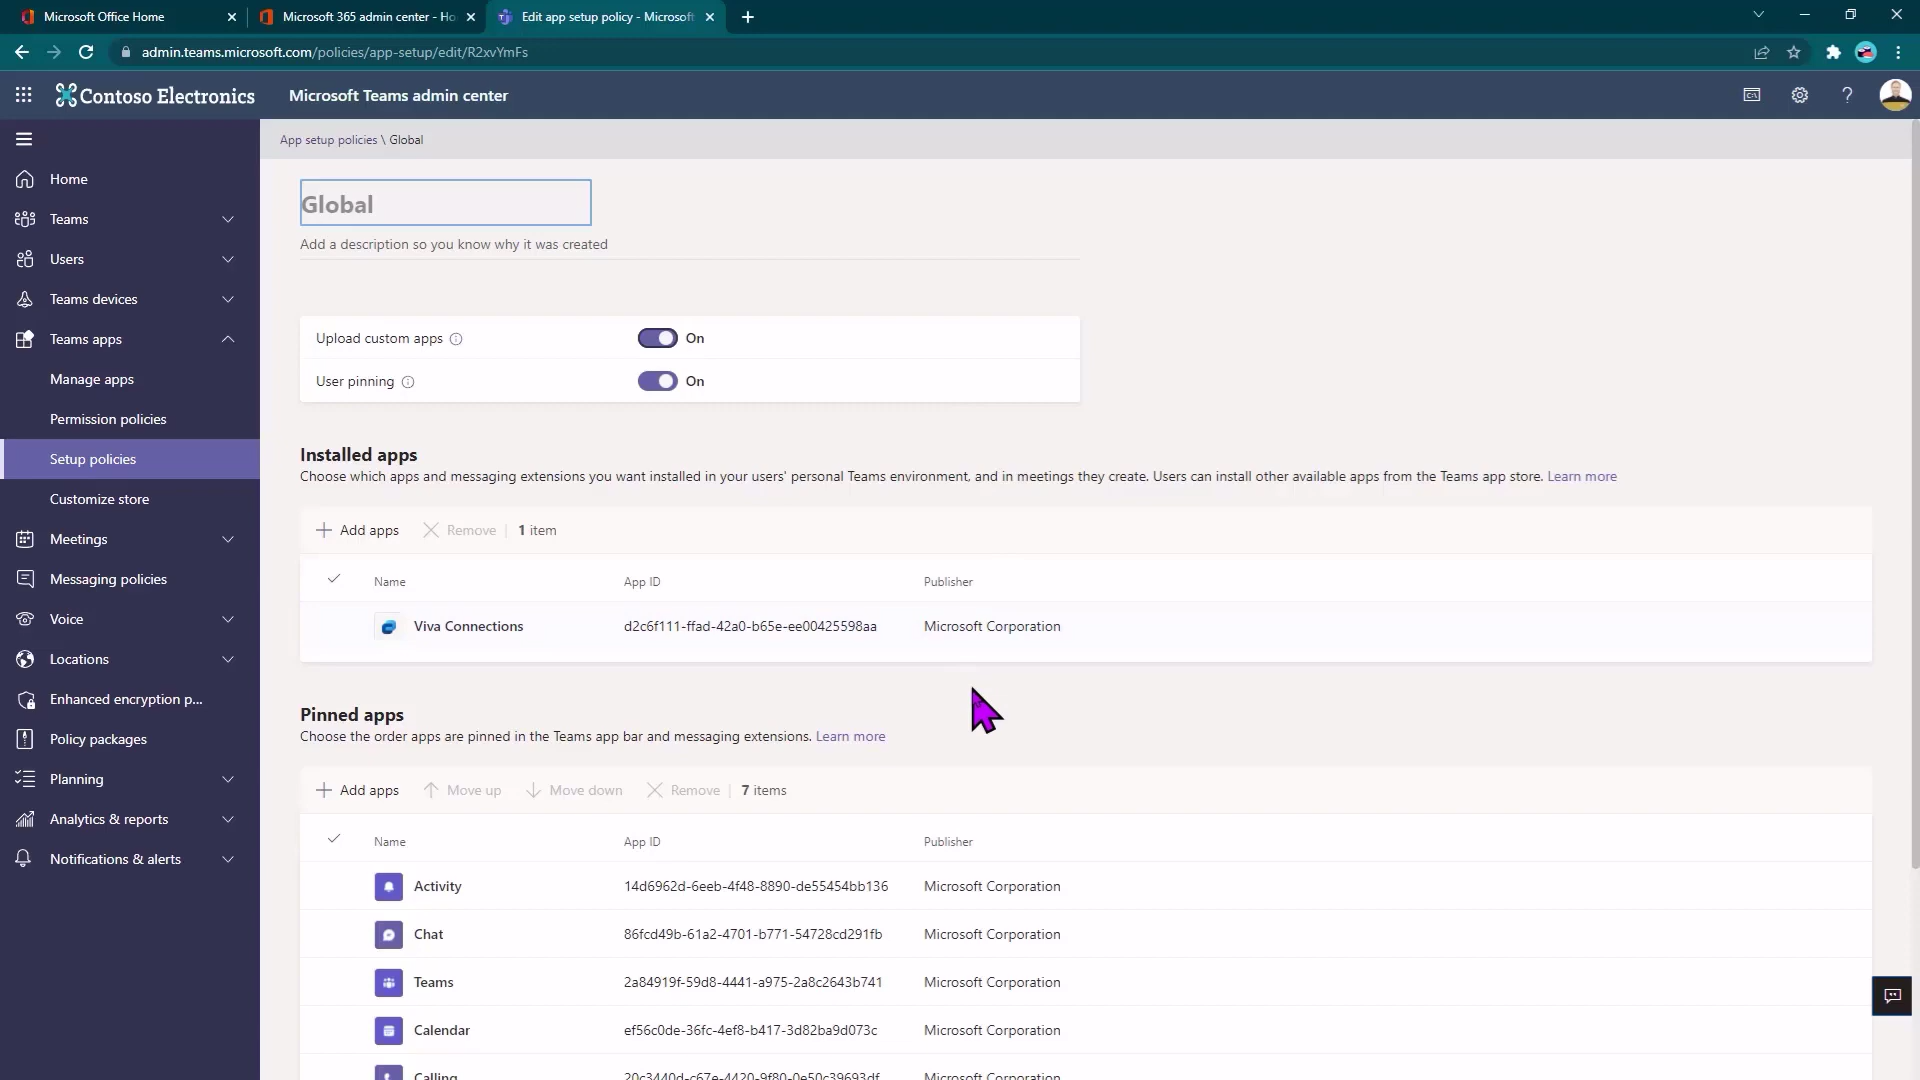 Microsoft Office Home
Microsoft 365 admin center - Ho
Edit app setup policy - Microsoft
admin.teams.microsoft.com/policies/app-setup/edit/R2xvYmFs
Contoso Electronics
Microsoft Teams admin center
App setup policies \ Global
Home
Teams
Users
Teams devices
Teams apps
Manage apps
Permission policies
Setup policies
Customize store
Meetings
Messaging policies
Voice
Locations
Enhanced encryption p...
Policy packages
Planning
Analytics & reports
Notifications & alerts
Global
Add a description so you know why it was created
Upload custom apps On
User pinning On
Installed apps
Choose which apps and messaging extensions you want installed in your users' personal Teams environment, and in meetings they create. Users can install other available apps from the Teams app store. Learn more
Add apps Remove 1 item
Name App ID Publisher
Viva Connections d2c6f111-ffad-42a0-b65e-ee00425598aa Microsoft Corporation
Pinned apps
Choose the order apps are pinned in the Teams app bar and messaging extensions. Learn more
Add apps Move up Move down Remove 7 items
Name App ID Publisher
Activity 14d6962d-6eeb-4f48-8890-de55454bb136 Microsoft Corporation
Chat 86fcd49b-61a2-4701-b771-54728cd291fb Microsoft Corporation
Teams 2a84919f-59d8-4441-a975-2a8c2643b741 Microsoft Corporation
Calendar ef56c0de-36fc-4ef8-b417-3d82ba9d073c Microsoft Corporation
Calling 20c3440d-c67e-4420-9f80-0e50c39693df Microsoft Corporation